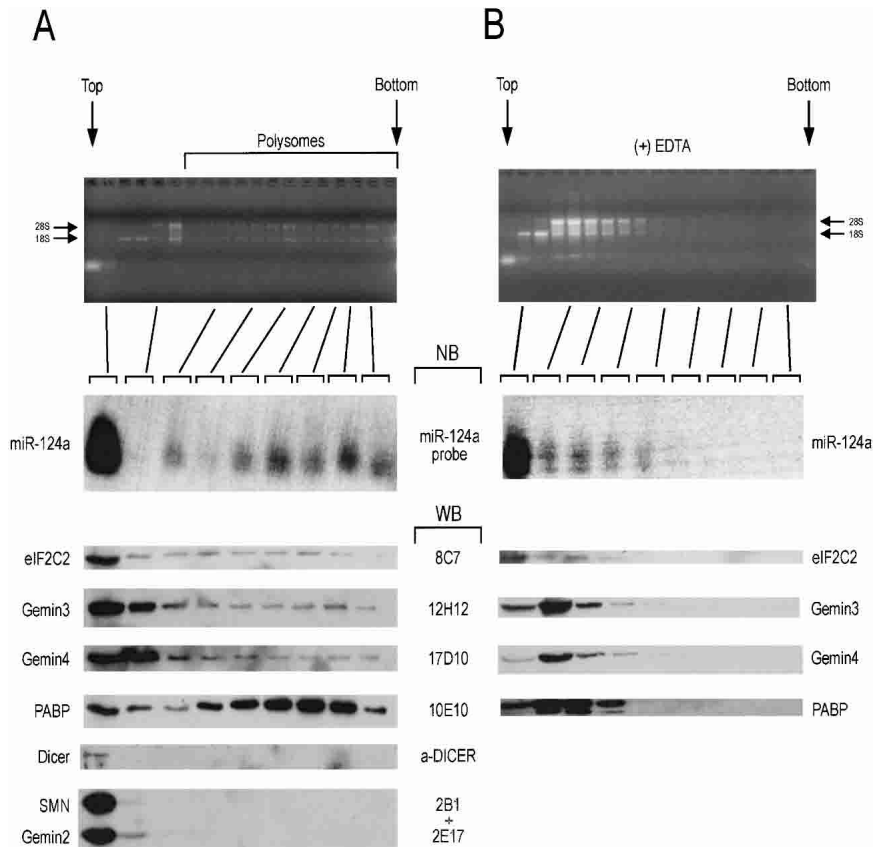 A
B
Top
Bottom
Top
Bottom
Polysomes
(+) EDTA
28S
18S
28S
18S
NB
miR-124a
miR-124a
probe
miR-124a
WB
eIF2C2
8C7
eIF2C2
Gemin3
12H12
Gemin3
Gemin4
17D10
Gemin4
PABP
10E10
PABP
Dicer
a-DICER
SMN
2B1
+
Gemin2
2E17